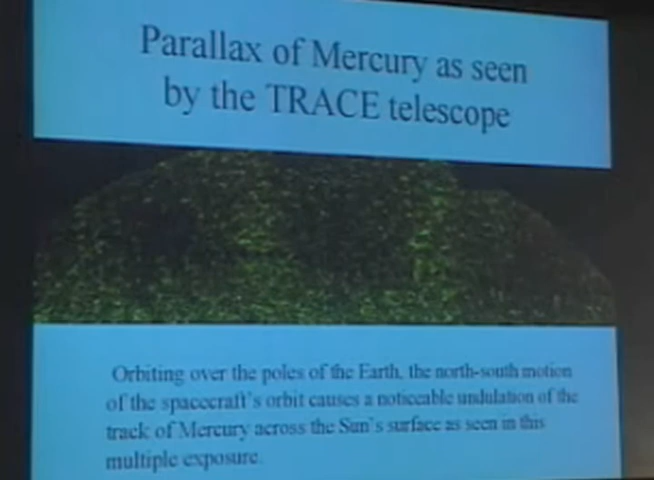 Parallax of Mercury as seen
by the TRACE telescope
Orbiting over the poles of the Earth, the north-south motion
of the spacecraft's orbit causes a noticeable undulation of the
track of Mercury across the Sun's surface as seen in this
multiple exposure.